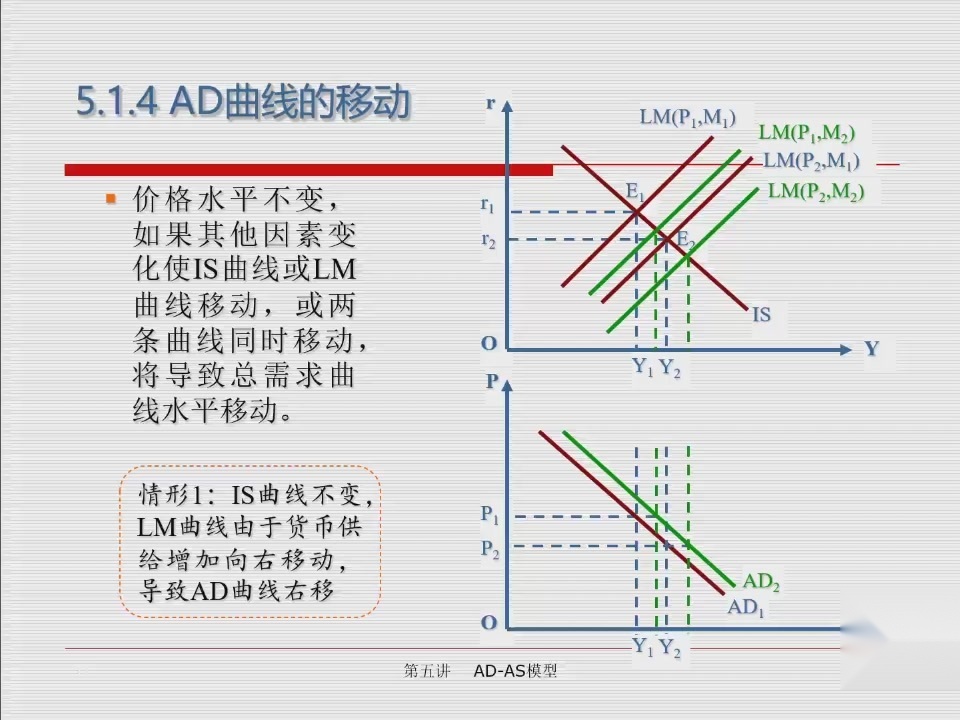 5.1.4 AD曲线的移动
价格水平不变，
如果其他因素变
化使IS曲线或LM
曲线移动，或两
条曲线同时移动，
将导致总需求曲
线水平移动。
情形1：IS曲线不变，
LM曲线由于货币供
给增加向右移动，
导致AD曲线右移
r
LM(P₁,M₁)
LM(P₁,M₂)
LM(P₂,M₁)
LM(P₂,M₂)
E₁
r₁
r₂
E₂
IS
O
Y
Y₁ Y₂
P
P₁
P₂
AD₂
AD₁
O
Y₁ Y₂
第五讲 AD-AS模型